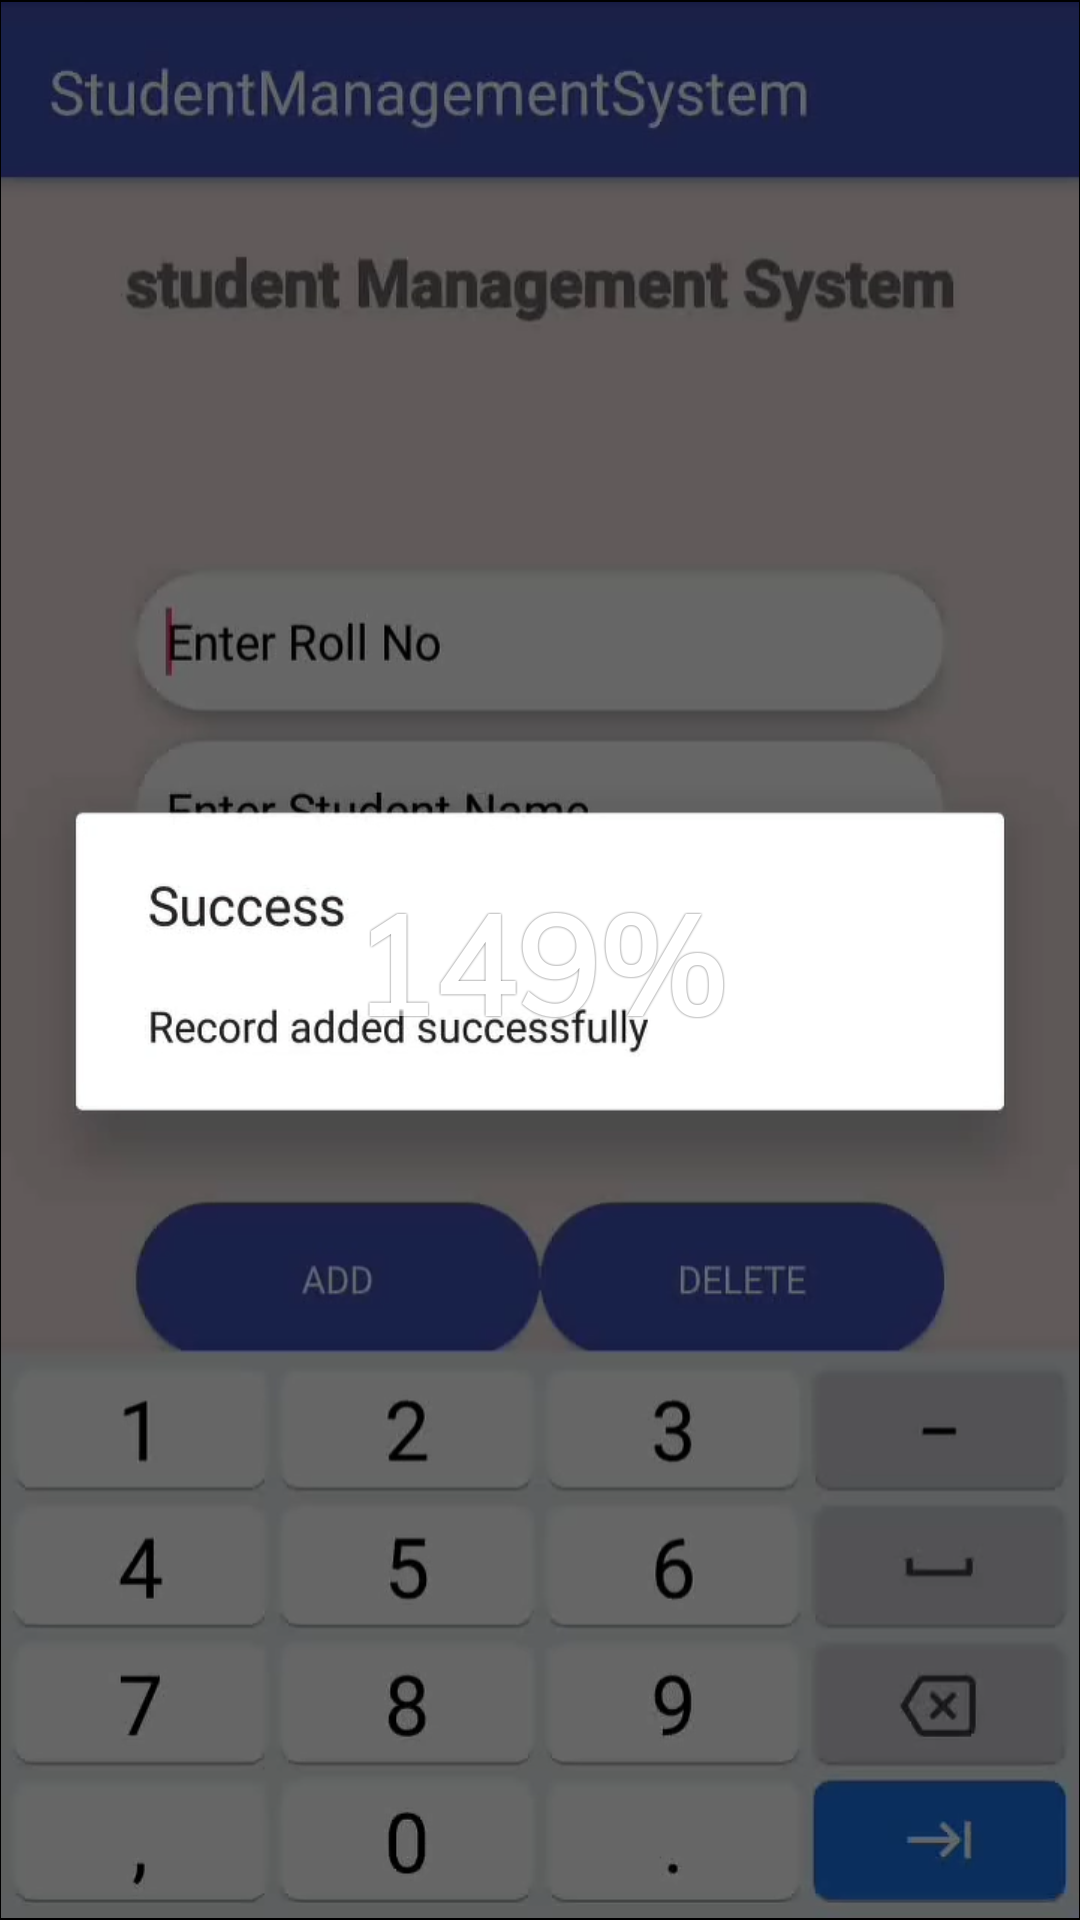 StudentManagementSystem
student Management System
Enter Roll No
Enter Student Name
Success
149%
Record added successfully
ADD DELETE
1 2 3 -
4 5 6
7 8 9
, 0 .